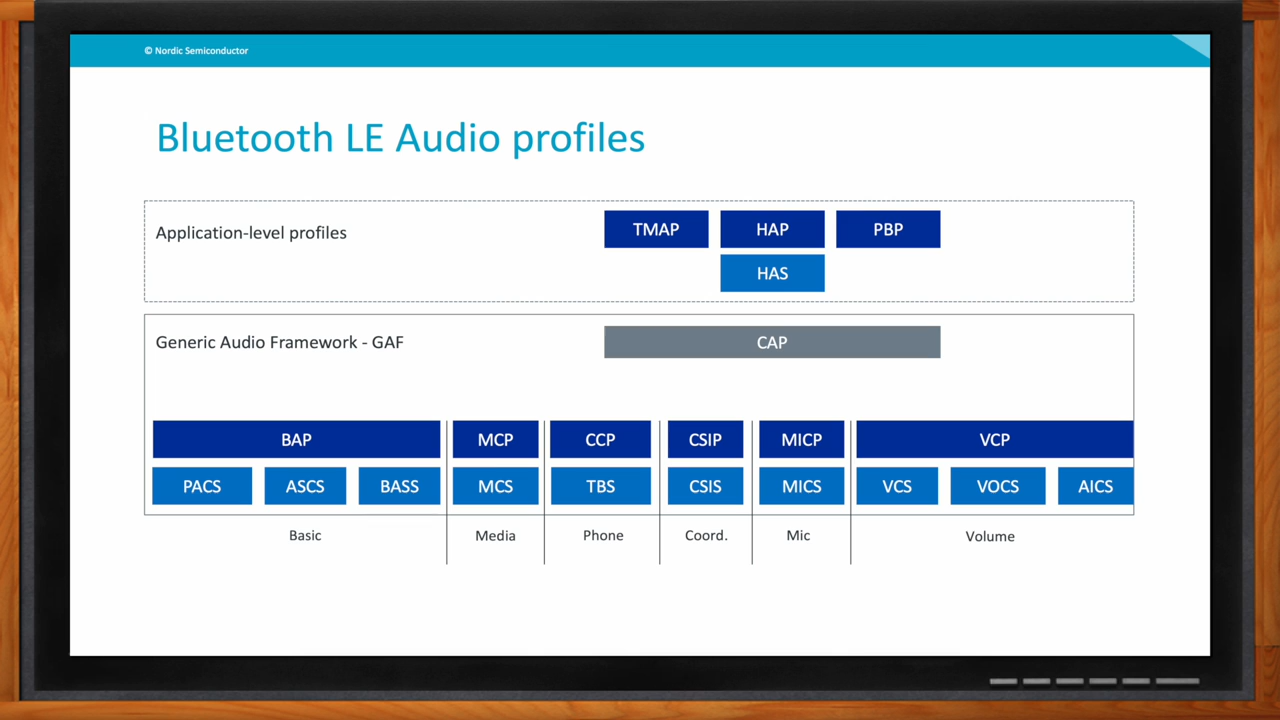 © Nordic Semiconductor
Bluetooth LE Audio profiles
Application-level profiles
TMAP HAP PBP
HAS
Generic Audio Framework - GAF
CAP
BAP MCP CCP CSIP MICP VCP
PACS ASCS BASS MCS TBS CSIS MICS VCS VOCS AICS
Basic Media Phone Coord. Mic Volume